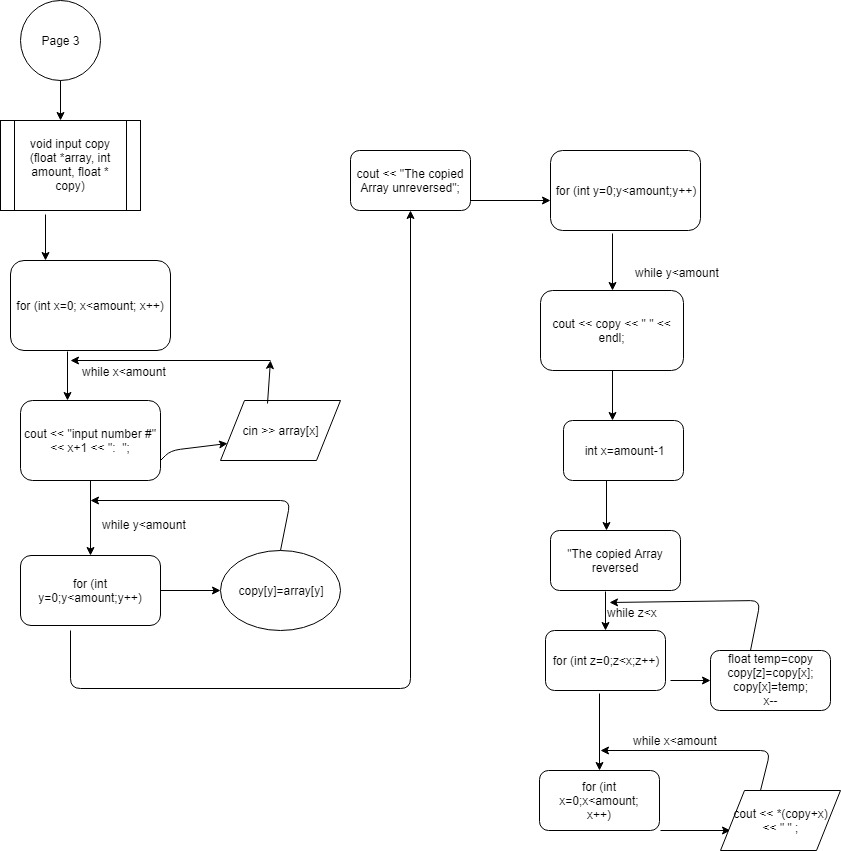 Page 3
void input copy
(float *array, int
amount, float *
copy)
for (int x=0; x<amount; x++)
while x<amount
cout << "input number #"
<< x+1 << ":  ";
cin >> array[x]
while y<amount
for (int
y=0;y<amount;y++)
copy[y]=array[y]
cout << "The copied
Array unreversed";
for (int y=0;y<amount;y++)
while y<amount
cout << copy << " " <<
endl;
int x=amount-1
"The copied Array
reversed
while z<x
for (int z=0;z<x;z++)
float temp=copy
copy[z]=copy[x];
copy[x]=temp;
x--
while x<amount
for (int
x=0;x<amount;
x++)
cout << *(copy+x)
<< " " ;